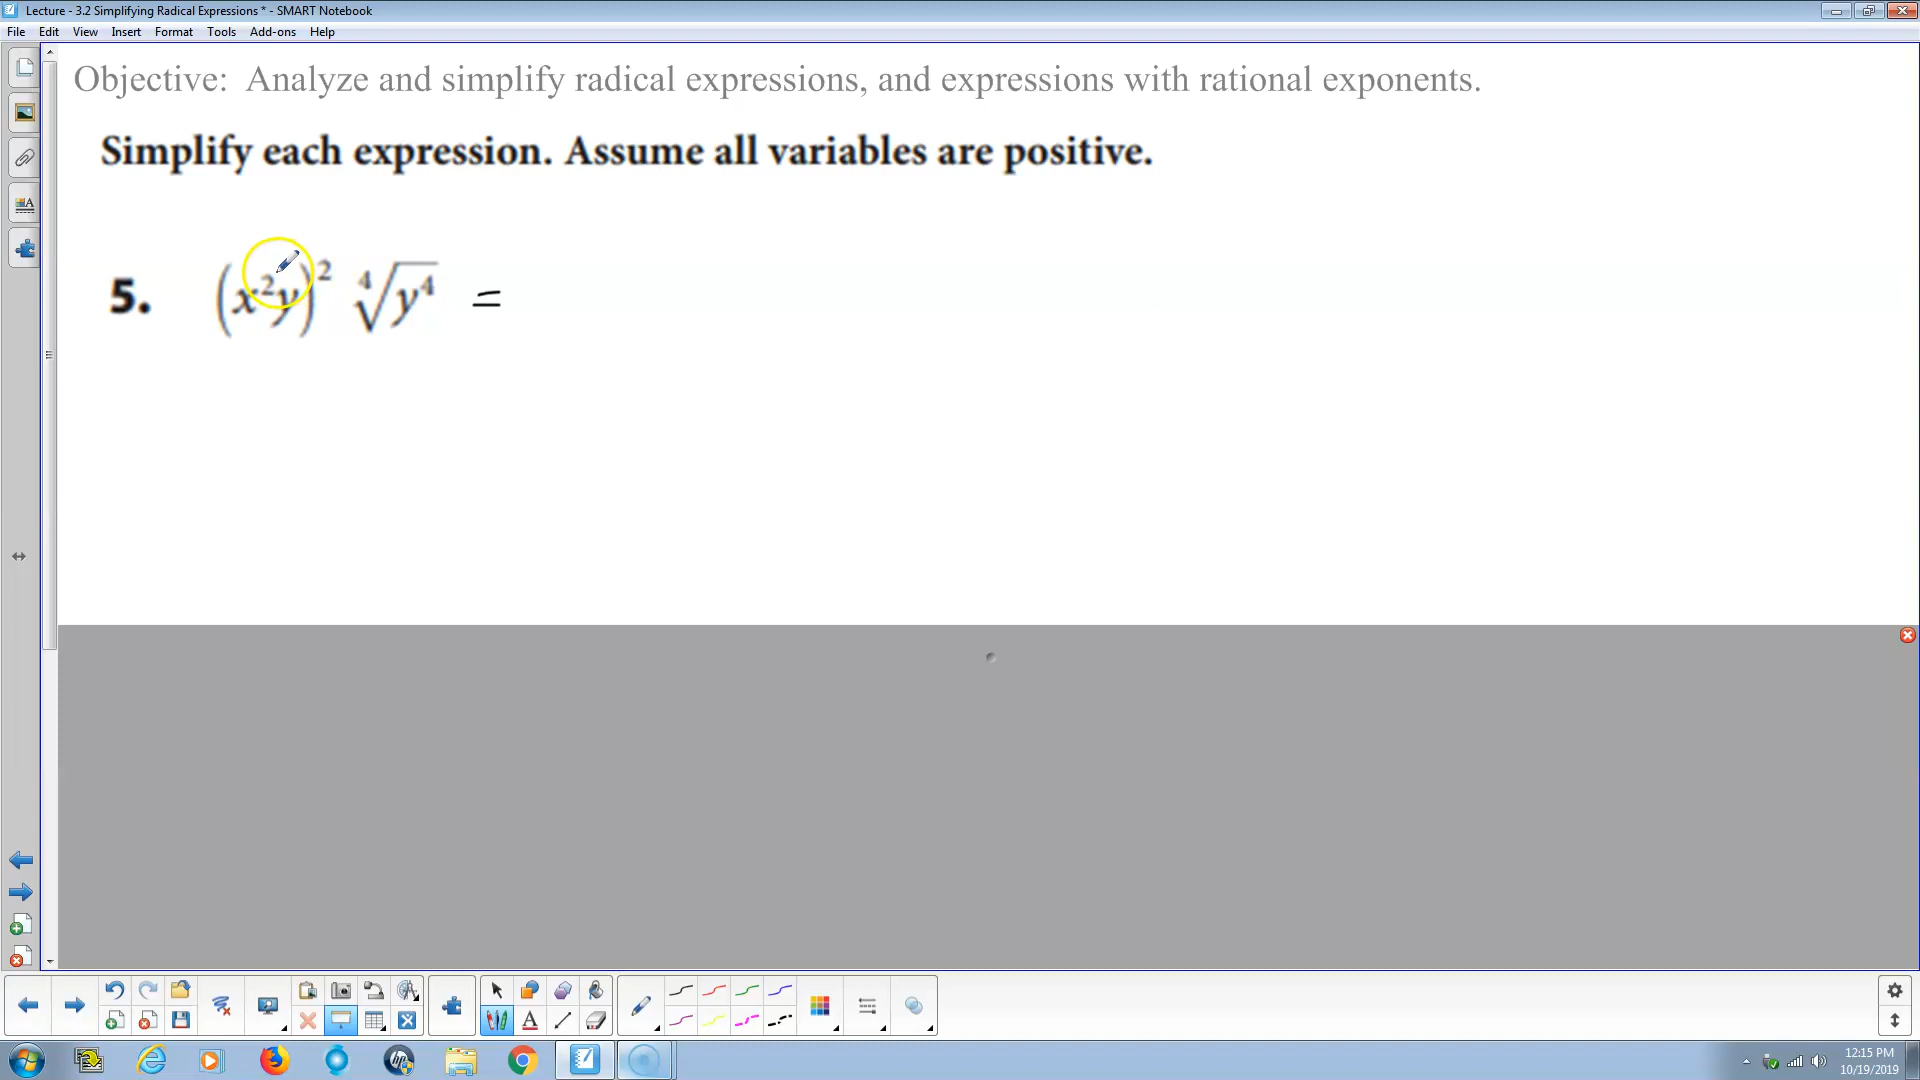 Lecture - 3.2 Simplifying Radical Expressions * - SMART Notebook
File Edit View Insert Format Tools Add-ons Help
Objective: Analyze and simplify radical expressions, and expressions with rational exponents.
Simplify each expression. Assume all variables are positive.
5. (x²y)² ⁴√y⁴ =
12:15 PM
10/19/2019